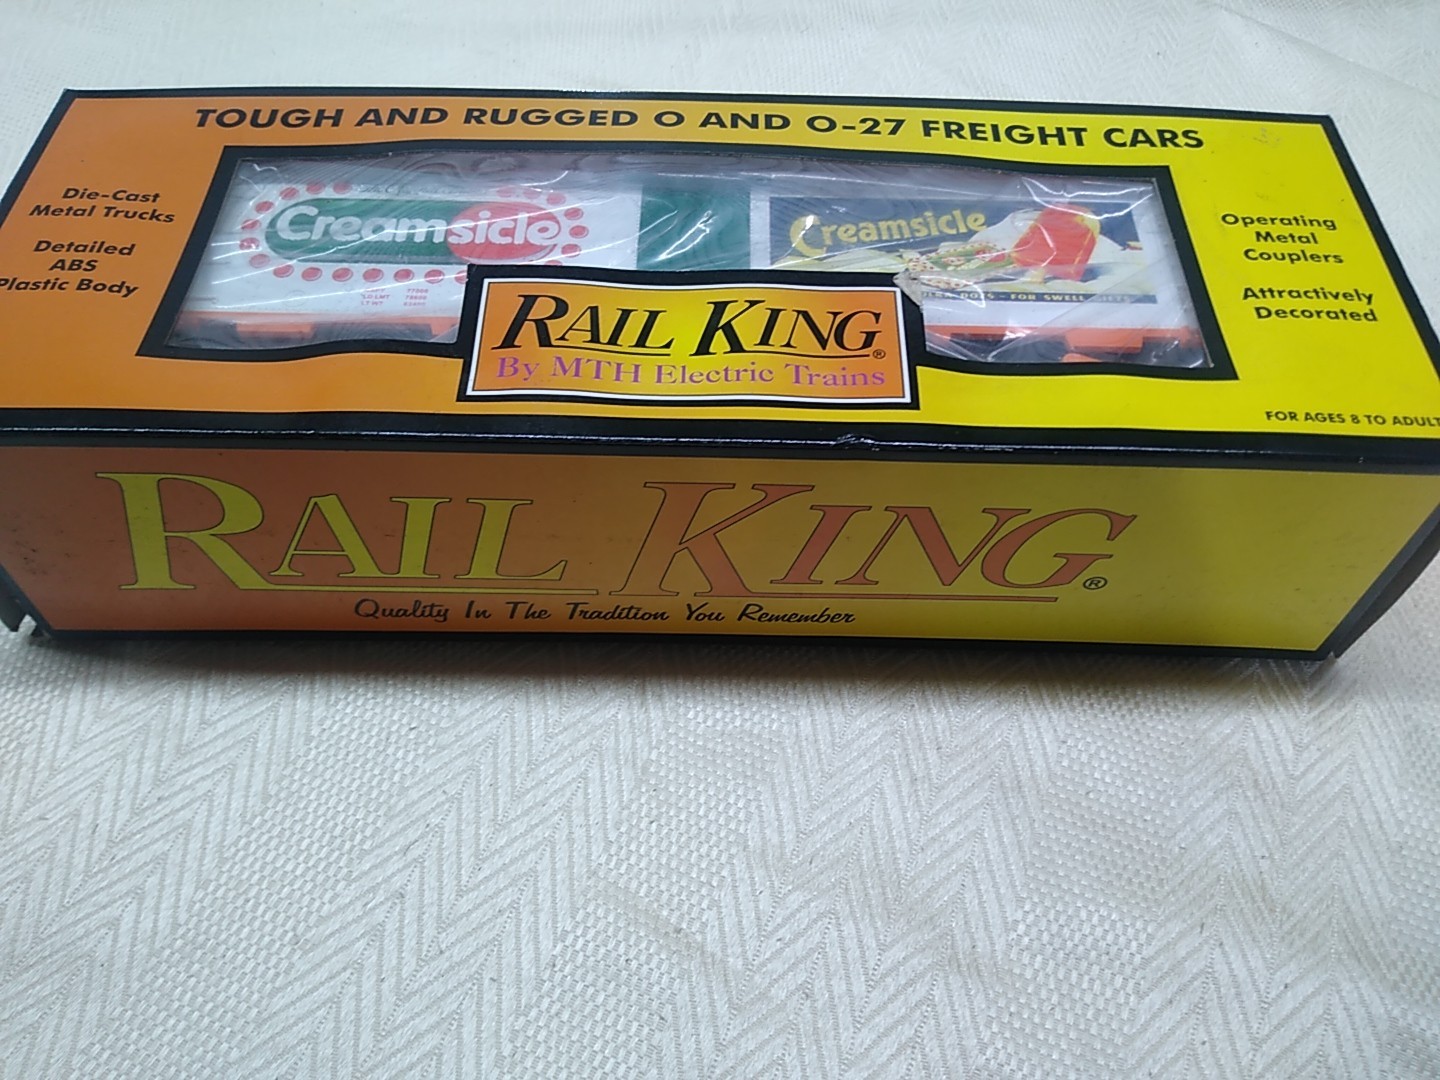 TOUGH AND RUGGED O AND O-27 FREIGHT CARS
Die-Cast
Metal Trucks
Detailed
ABS
Plastic Body
Creamsicle
Creamsicle
FOR SWELL
Operating
Metal
Couplers
Attractively
Decorated
RAIL KING®
By MTH Electric Trains
FOR AGES 8 TO ADULT
RAIL KING®
Quality In The Tradition You Remember